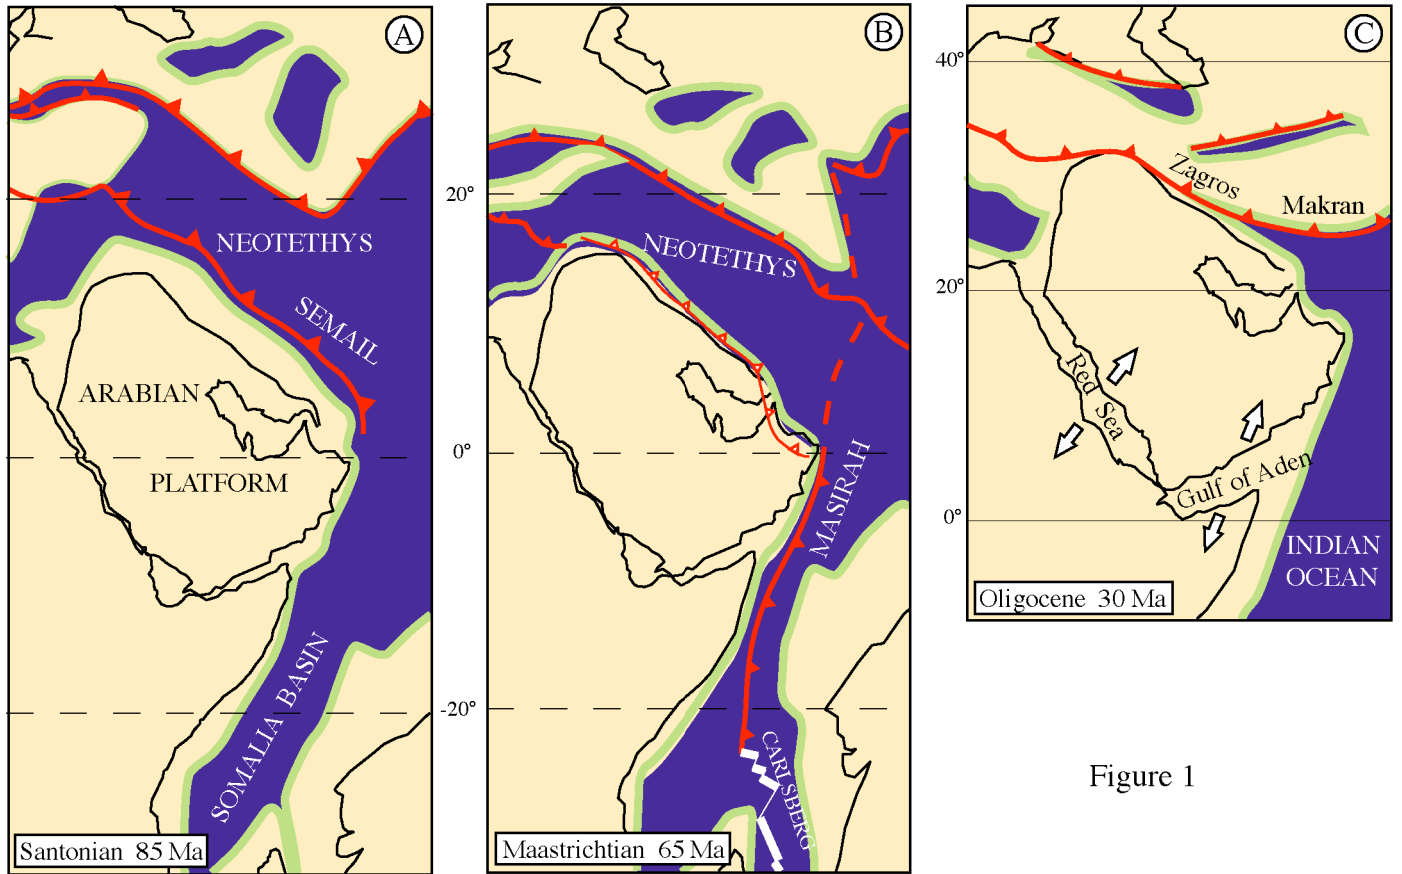 A
NEOTETHYS
SEMAIL
ARABIAN
PLATFORM
SOMALIA BASIN
Santonian 85 Ma
B
20°
NEOTETHYS
0°
MASIRAH
-20°
CARLSBERG
Maastrichtian 65 Ma
C
40°
Zagros
Makran
20°
Red Sea
Gulf of Aden
0°
INDIAN
OCEAN
Oligocene 30 Ma
Figure 1